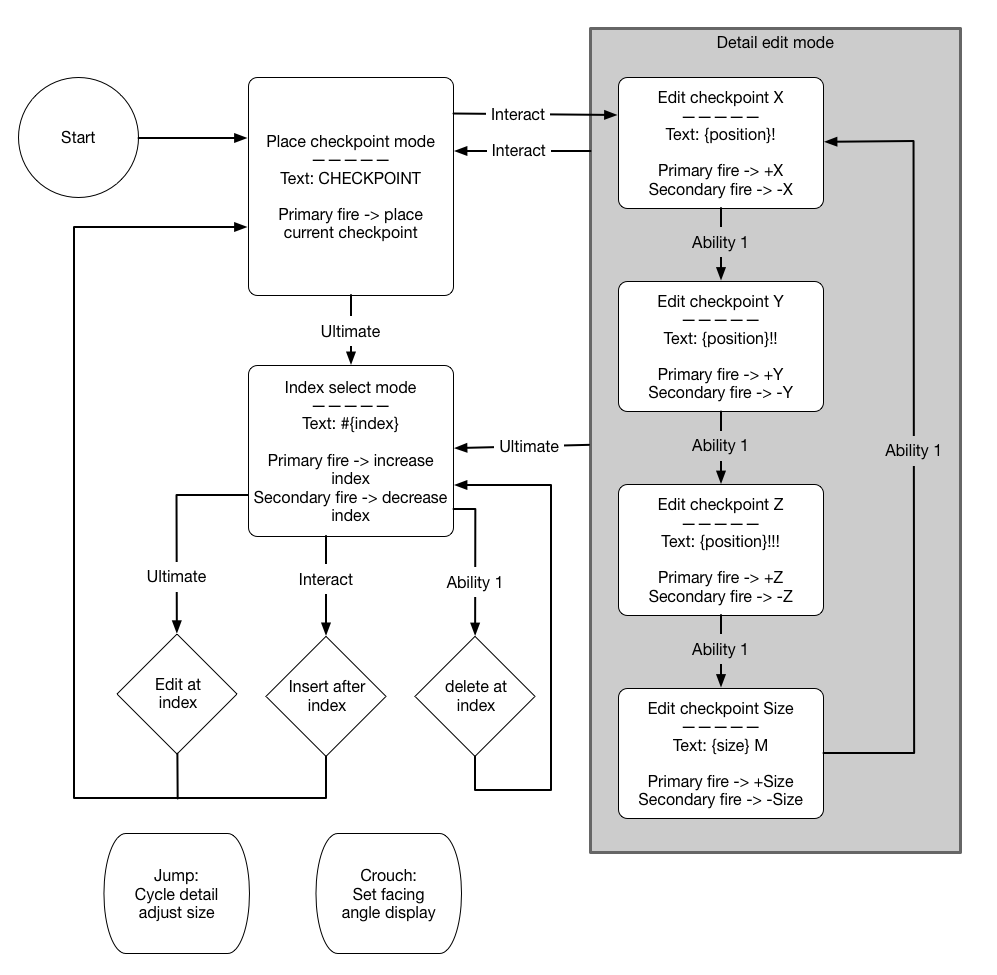 Start
Place checkpoint mode
— — — — —
Text: CHECKPOINT
Primary fire -> place
current checkpoint
Interact
Interact
Ultimate
Index select mode
— — — — —
Text: #{index}
Primary fire -> increase
index
Secondary fire -> decrease
index
Ultimate
Ultimate
Interact
Ability 1
Edit at
index
Insert after
index
delete at
index
Detail edit mode
Edit checkpoint X
— — — — —
Text: {position}!
Primary fire -> +X
Secondary fire -> -X
Ability 1
Edit checkpoint Y
— — — — —
Text: {position}!!
Primary fire -> +Y
Secondary fire -> -Y
Ability 1
Edit checkpoint Z
— — — — —
Text: {position}!!!
Primary fire -> +Z
Secondary fire -> -Z
Ability 1
Edit checkpoint Size
— — — — —
Text: {size} M
Primary fire -> +Size
Secondary fire -> -Size
Ability 1
Jump:
Cycle detail
adjust size
Crouch:
Set facing
angle display